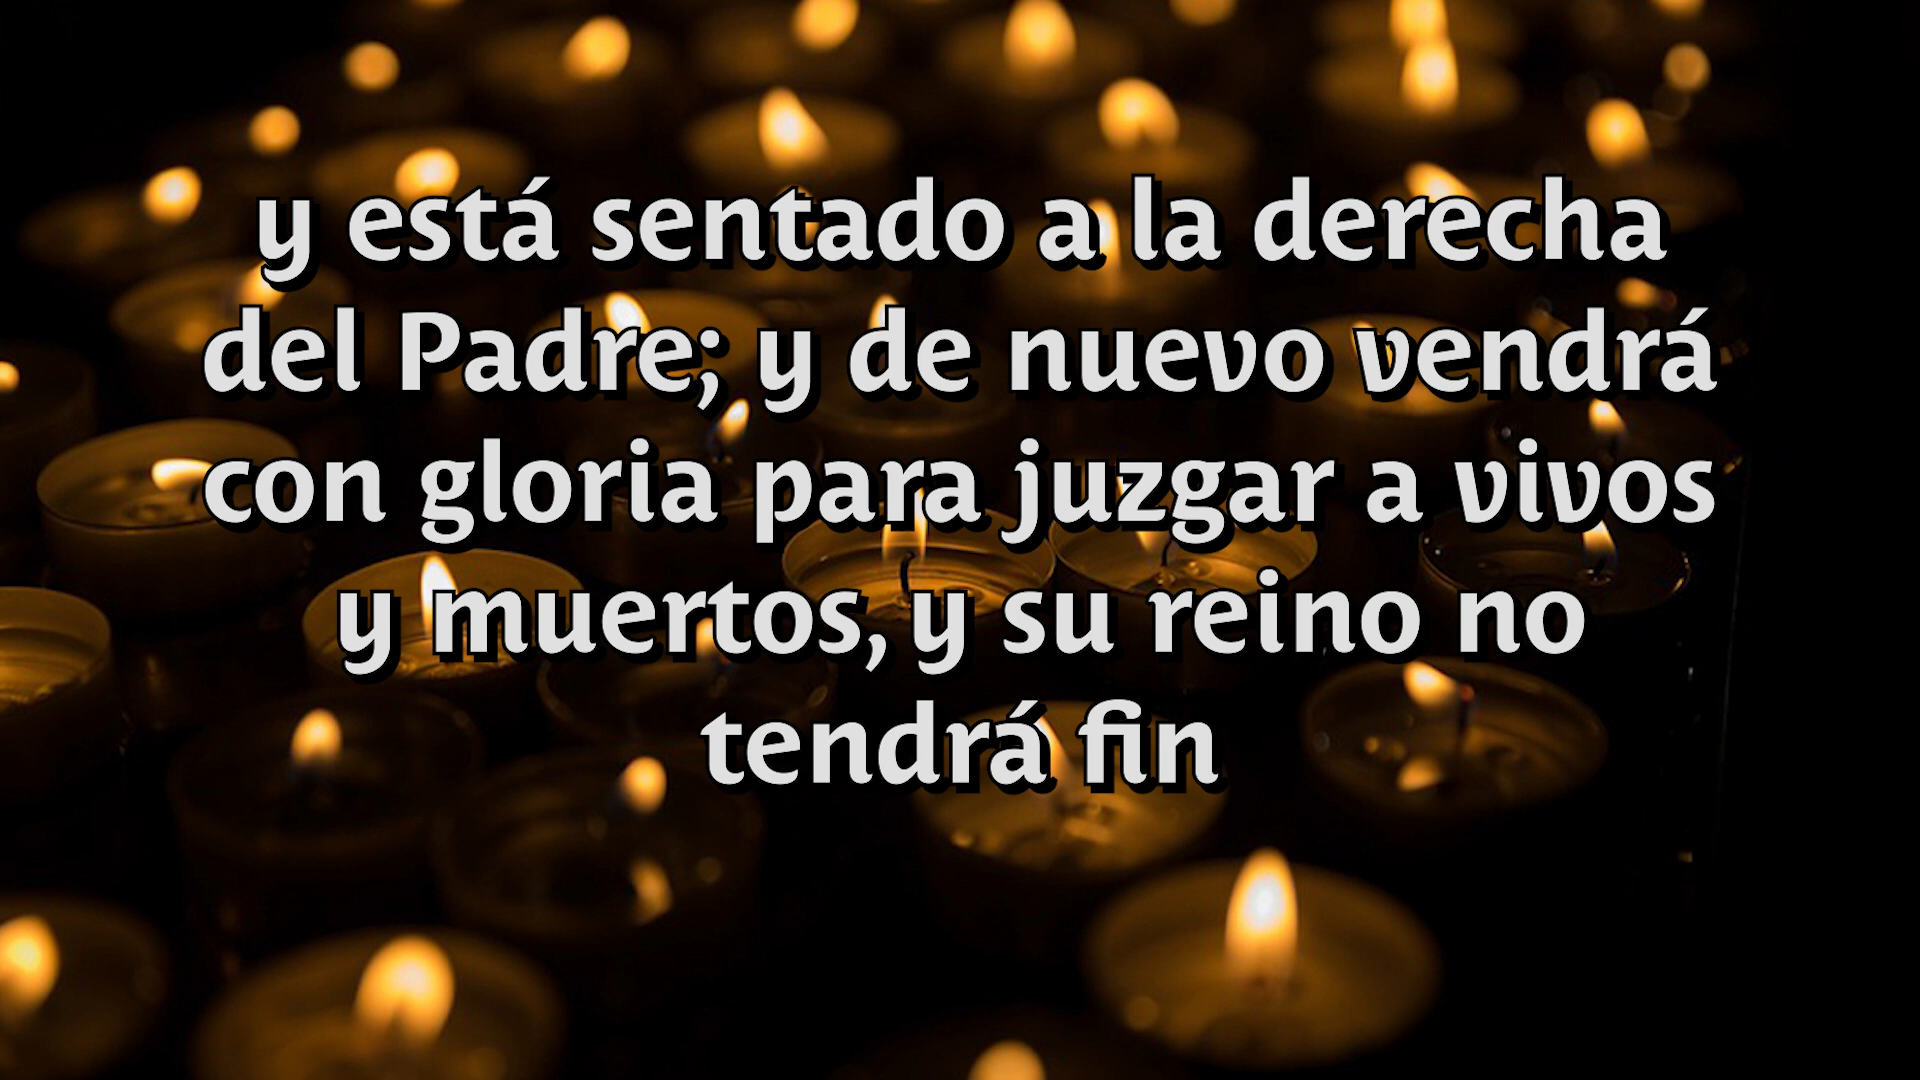 y está sentado a la derecha
del Padre; y de nuevo vendrá
con gloria para juzgar a vivos
y muertos, y su reino no
tendrá fin